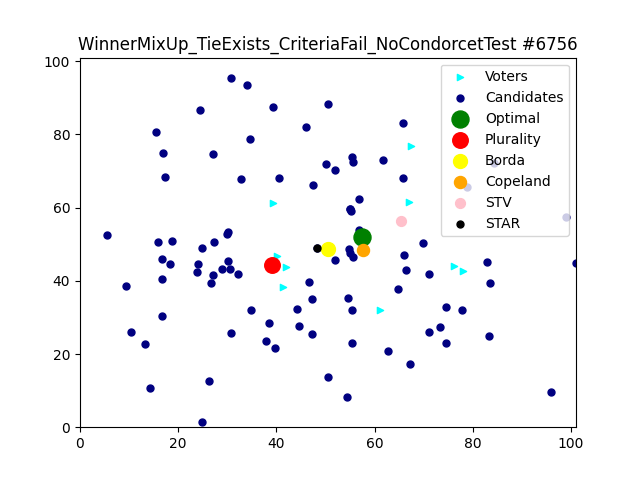 WinnerMixUp_TieExists_CriteriaFail_NoCondorcetTest #6756
100
80
60
40
20
0
0 20 40 60 80 100
Voters
Candidates
Optimal
Plurality
Borda
Copeland
STV
STAR